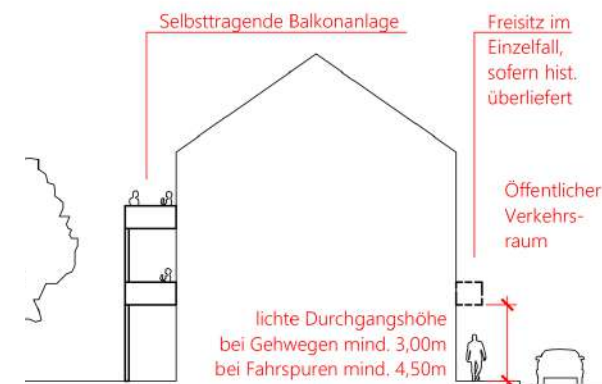 Selbsttragende Balkonanlage
Freisitz im
Einzelfall,
sofern hist.
überliefert
Öffentlicher
Verkehrs-
raum
lichte Durchgangshöhe
bei Gehwegen mind. 3,00m
bei Fahrspuren mind. 4,50m